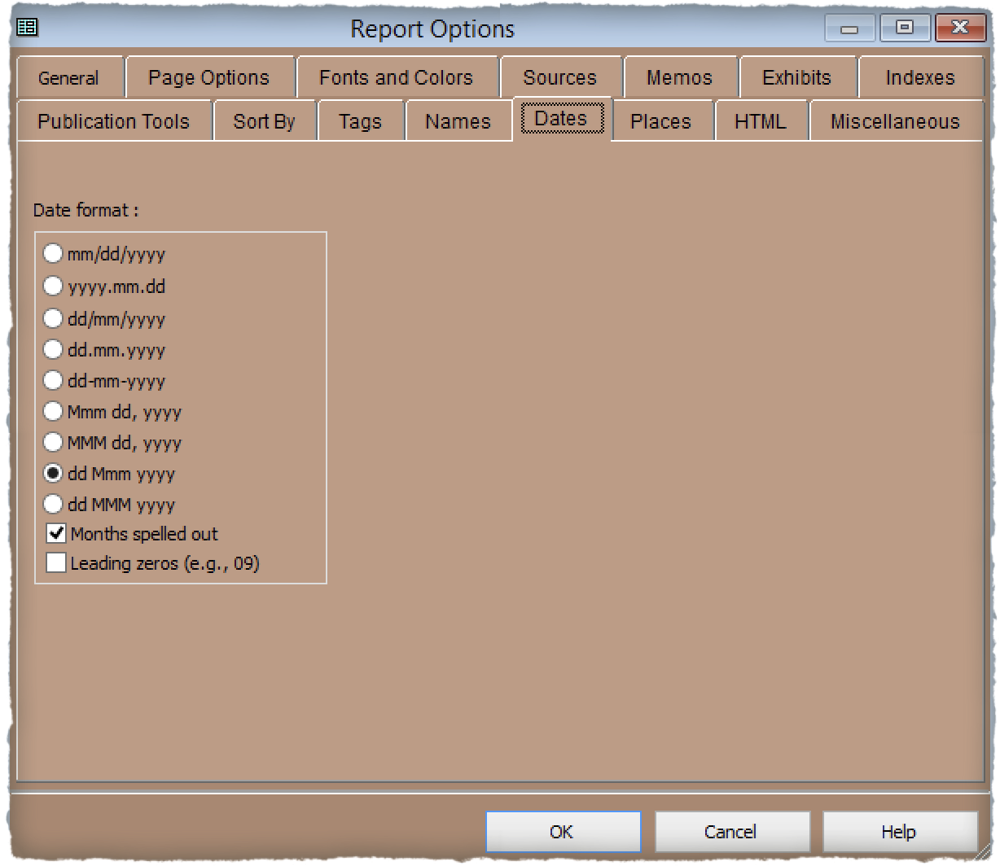 Report Options
General Page Options Fonts and Colors Sources Memos Exhibits Indexes
Publication Tools Sort By Tags Names Dates Places HTML Miscellaneous
Date format :
mm/dd/yyyy
yyyy.mm.dd
dd/mm/yyyy
dd.mm.yyyy
dd-mm-yyyy
Mmm dd, yyyy
MMM dd, yyyy
dd Mmm yyyy
dd MMM yyyy
Months spelled out
Leading zeros (e.g., 09)
OK Cancel Help